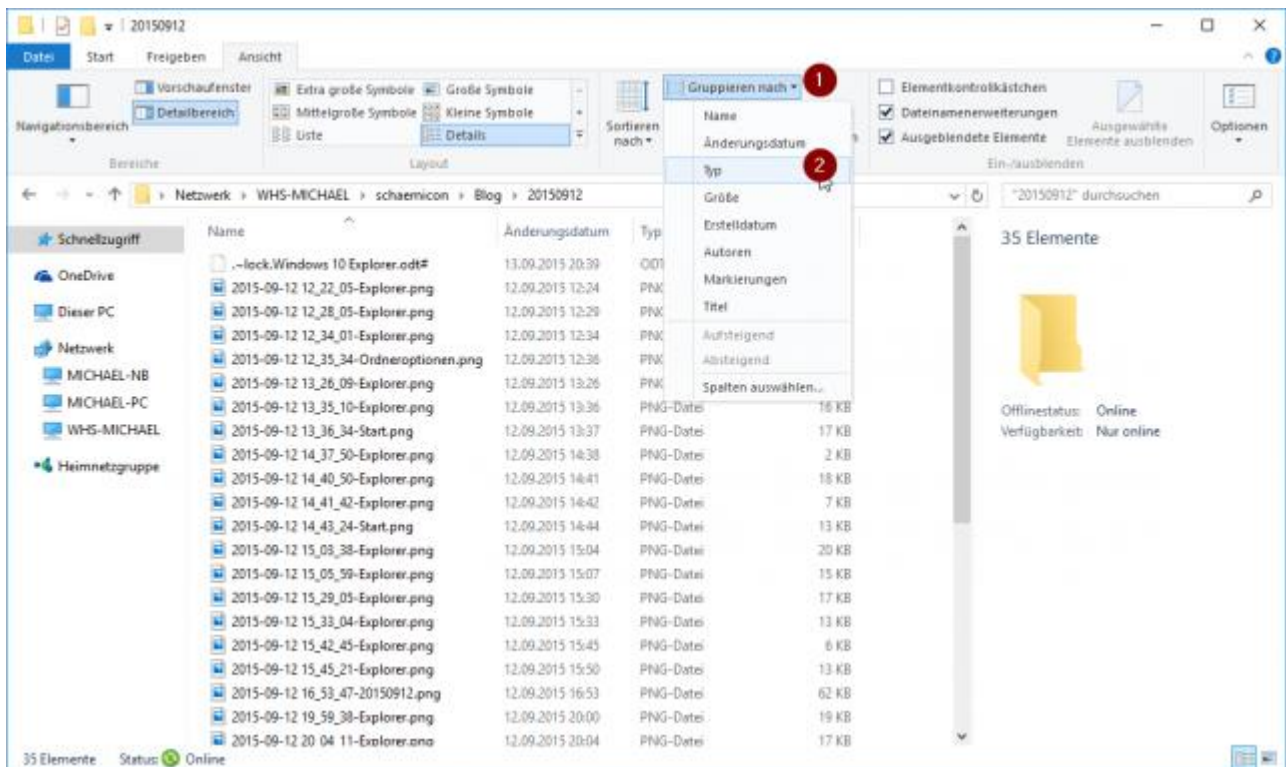 20150912
Datei Start Freigeben Ansicht
Navigationsbereich
Vorschaufenster
Detailbereich
Bereiche
Extra große Symbole Große Symbole
Mittelgroße Symbole Kleine Symbole
Liste Details
Layout
Sortieren
nach
Gruppieren nach
1
Name
Änderungsdatum
2
Typ
Größe
Erstelldatum
Autoren
Markierungen
Titel
Aufsteigend
Absteigend
Spalten auswählen...
Elementkontrollkästchen
Dateinamenerweiterungen
Ausgeblendete Elemente
Ausgewählte
Elemente ausblenden
Ein-/ausblenden
Optionen
Netzwerk › WHS-MICHAEL › schaemicon › Blog › 20150912
"20150912" durchsuchen
Schnellzugriff
OneDrive
Dieser PC
Netzwerk
MICHAEL-NB
MICHAEL-PC
WHS-MICHAEL
Heimnetzgruppe
Name Änderungsdatum Typ
.~lock.Windows 10 Explorer.odt# 13.09.2015 20:39 ODT
2015-09-12 12_22_05-Explorer.png 12.09.2015 12:24 PNG
2015-09-12 12_28_05-Explorer.png 12.09.2015 12:29 PNG
2015-09-12 12_34_01-Explorer.png 12.09.2015 12:34 PNG
2015-09-12 12_35_34-Ordneroptionen.png 12.09.2015 12:36 PNG
2015-09-12 13_26_09-Explorer.png 12.09.2015 13:26 PNG
2015-09-12 13_35_10-Explorer.png 12.09.2015 13:36 PNG-Datei 16 KB
2015-09-12 13_36_34-Start.png 12.09.2015 13:37 PNG-Datei 17 KB
2015-09-12 14_37_50-Explorer.png 12.09.2015 14:38 PNG-Datei 2 KB
2015-09-12 14_40_50-Explorer.png 12.09.2015 14:41 PNG-Datei 18 KB
2015-09-12 14_41_42-Explorer.png 12.09.2015 14:42 PNG-Datei 7 KB
2015-09-12 14_43_24-Start.png 12.09.2015 14:44 PNG-Datei 13 KB
2015-09-12 15_03_38-Explorer.png 12.09.2015 15:04 PNG-Datei 20 KB
2015-09-12 15_05_59-Explorer.png 12.09.2015 15:07 PNG-Datei 15 KB
2015-09-12 15_29_05-Explorer.png 12.09.2015 15:30 PNG-Datei 17 KB
2015-09-12 15_33_04-Explorer.png 12.09.2015 15:33 PNG-Datei 13 KB
2015-09-12 15_42_45-Explorer.png 12.09.2015 15:45 PNG-Datei 6 KB
2015-09-12 15_45_21-Explorer.png 12.09.2015 15:50 PNG-Datei 13 KB
2015-09-12 16_53_47-20150912.png 12.09.2015 16:53 PNG-Datei 62 KB
2015-09-12 19_59_38-Explorer.png 12.09.2015 20:00 PNG-Datei 19 KB
2015-09-12 20_04_11-Explorer.png 12.09.2015 20:04 PNG-Datei 17 KB
35 Elemente
Offlinestatus: Online
Verfügbarkeit: Nur online
35 Elemente Status: Online